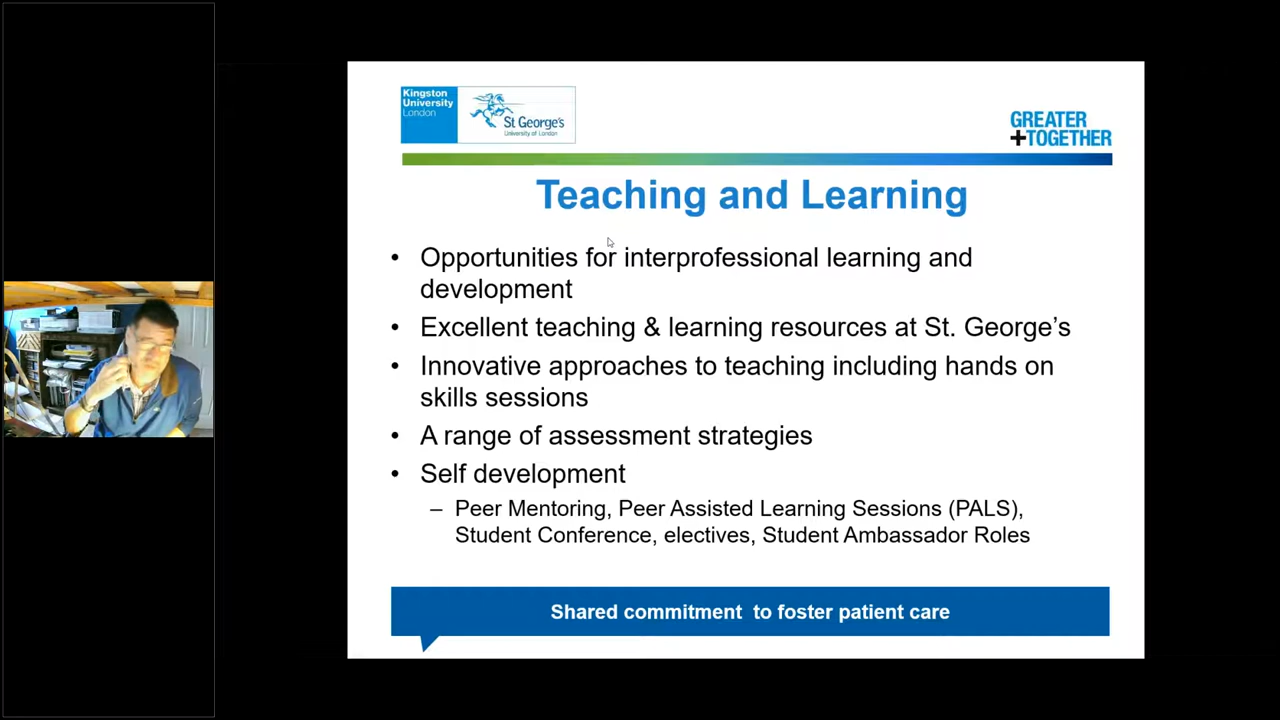 Kingston
University
London
St George's
University of London
GREATER
+TOGETHER
Teaching and Learning
• Opportunities for interprofessional learning and
development
• Excellent teaching & learning resources at St. George’s
• Innovative approaches to teaching including hands on
skills sessions
• A range of assessment strategies
• Self development
– Peer Mentoring, Peer Assisted Learning Sessions (PALS),
Student Conference, electives, Student Ambassador Roles
Shared commitment  to foster patient care